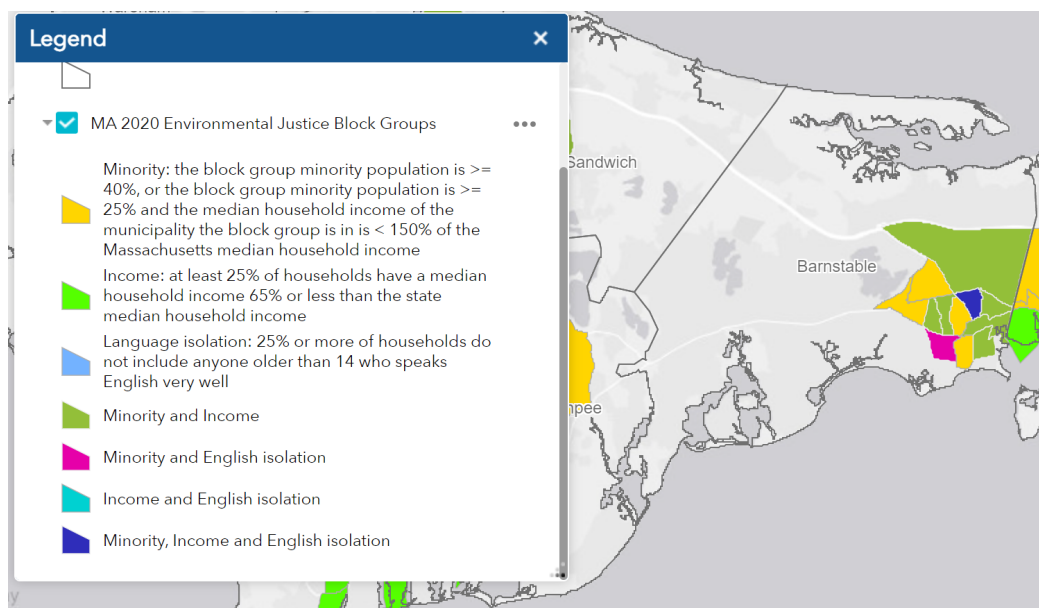 Legend
MA 2020 Environmental Justice Block Groups
Minority: the block group minority population is >=
40%, or the block group minority population is >=
25% and the median household income of the
municipality the block group is in is < 150% of the
Massachusetts median household income
Income: at least 25% of households have a median
household income 65% or less than the state
median household income
Language isolation: 25% or more of households do
not include anyone older than 14 who speaks
English very well
Minority and Income
Minority and English isolation
Income and English isolation
Minority, Income and English isolation
Sandwich
Barnstable
pee